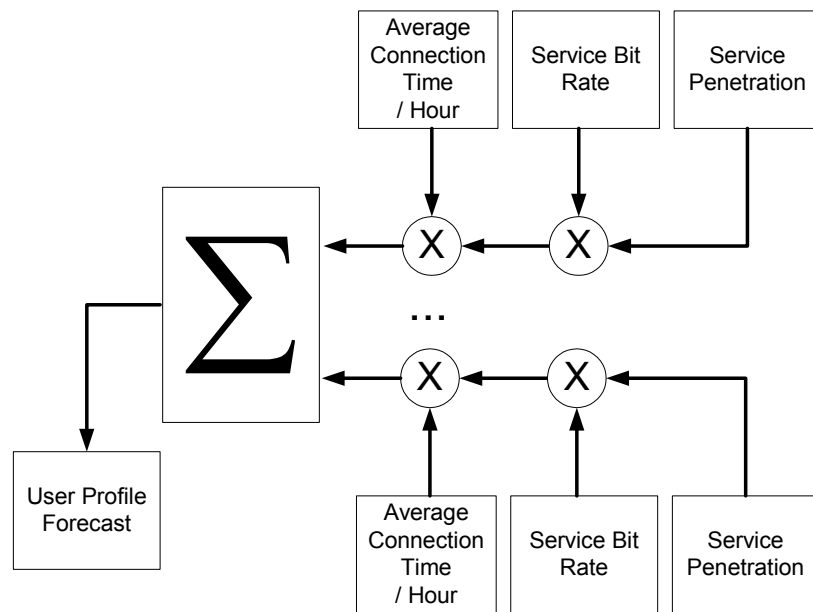 Average
Connection
Time
/ Hour
Service Bit
Rate
Service
Penetration
X
X
Σ
...
X
X
User Profile
Forecast
Average
Connection
Time
/ Hour
Service Bit
Rate
Service
Penetration